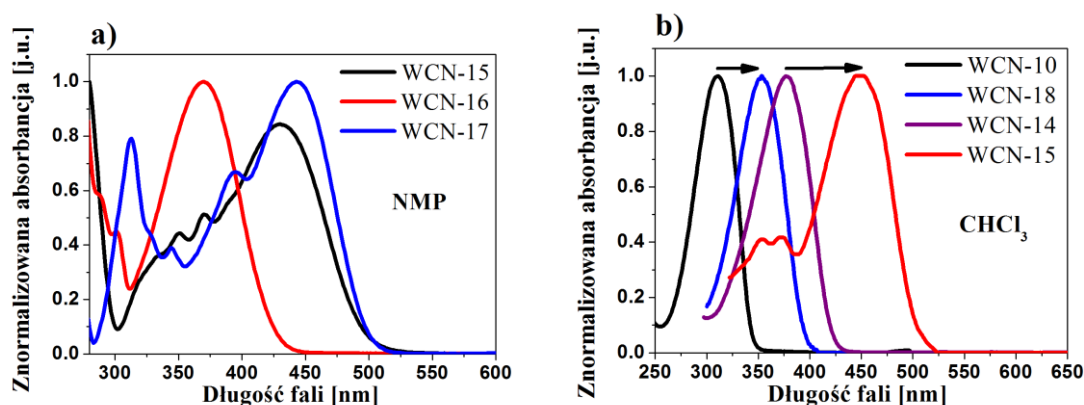 a)
Znormalizowana absorbancja [j.u.]
1.0
0.8
0.6
0.4
0.2
0.0
WCN-15
WCN-16
WCN-17
NMP
300 350 400 450 500 550 600
Długość fali [nm]
b)
Znormalizowana absorbancja [j.u.]
1.0
0.8
0.6
0.4
0.2
0.0
WCN-10
WCN-18
WCN-14
WCN-15
CHCl₃
250 300 350 400 450 500 550 600 650
Długość fali [nm]